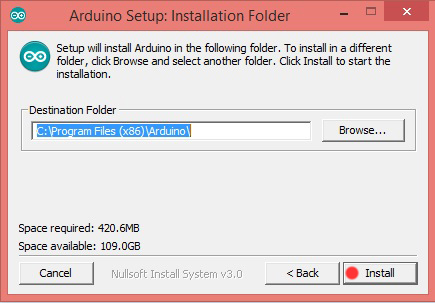 Arduino Setup: Installation Folder
Setup will install Arduino in the following folder. To install in a different
folder, click Browse and select another folder. Click Install to start the
installation.
Destination Folder
C:\Program Files (x86)\Arduino\
Browse...
Space required: 420.6MB
Space available: 109.0GB
Cancel
Nullsoft Install System v3.0
< Back
Install